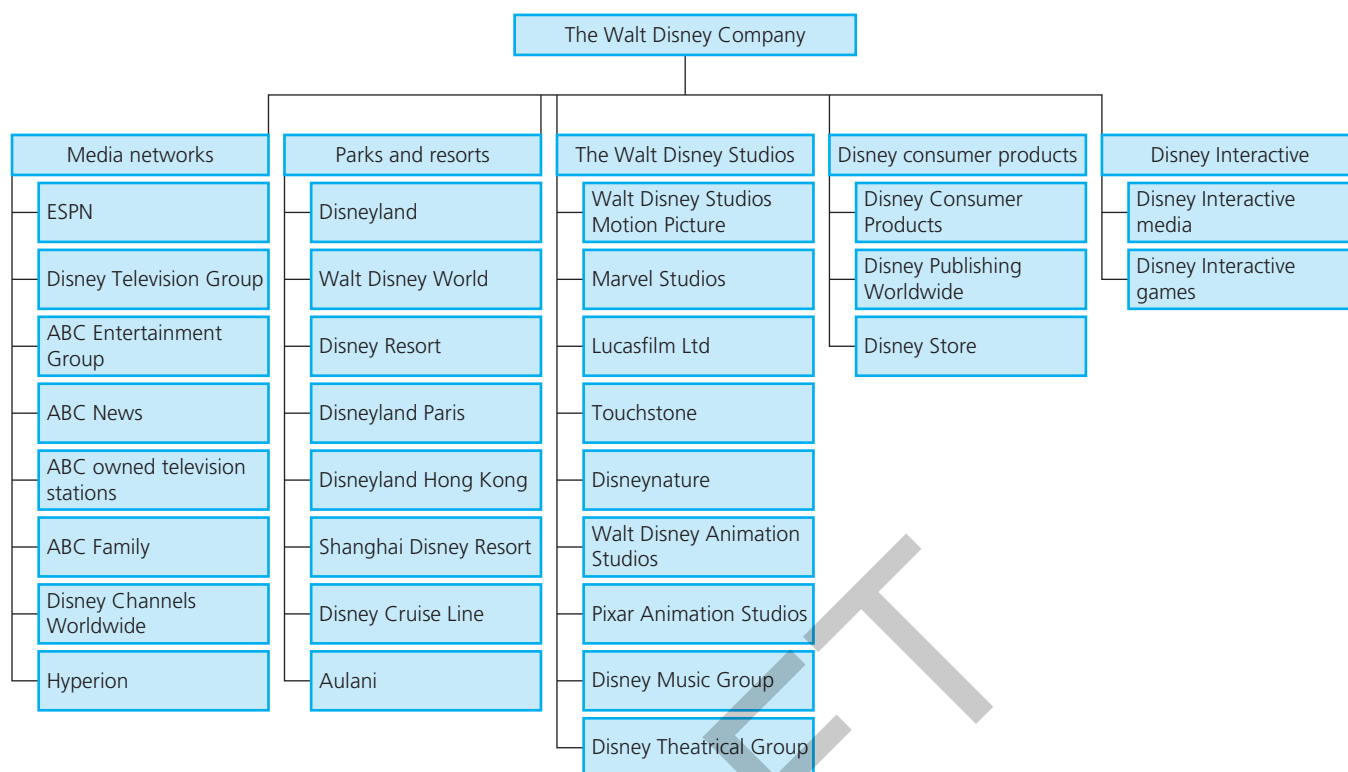 The Walt Disney Company
Media networks
ESPN
Disney Television Group
ABC Entertainment
Group
ABC News
ABC owned television
stations
ABC Family
Disney Channels
Worldwide
Hyperion
Parks and resorts
Disneyland
Walt Disney World
Disney Resort
Disneyland Paris
Disneyland Hong Kong
Shanghai Disney Resort
Disney Cruise Line
Aulani
The Walt Disney Studios
Walt Disney Studios
Motion Picture
Marvel Studios
Lucasfilm Ltd
Touchstone
Disneynature
Walt Disney Animation
Studios
Pixar Animation Studios
Disney Music Group
Disney Theatrical Group
Disney consumer products
Disney Consumer
Products
Disney Publishing
Worldwide
Disney Store
Disney Interactive
Disney Interactive
media
Disney Interactive
games